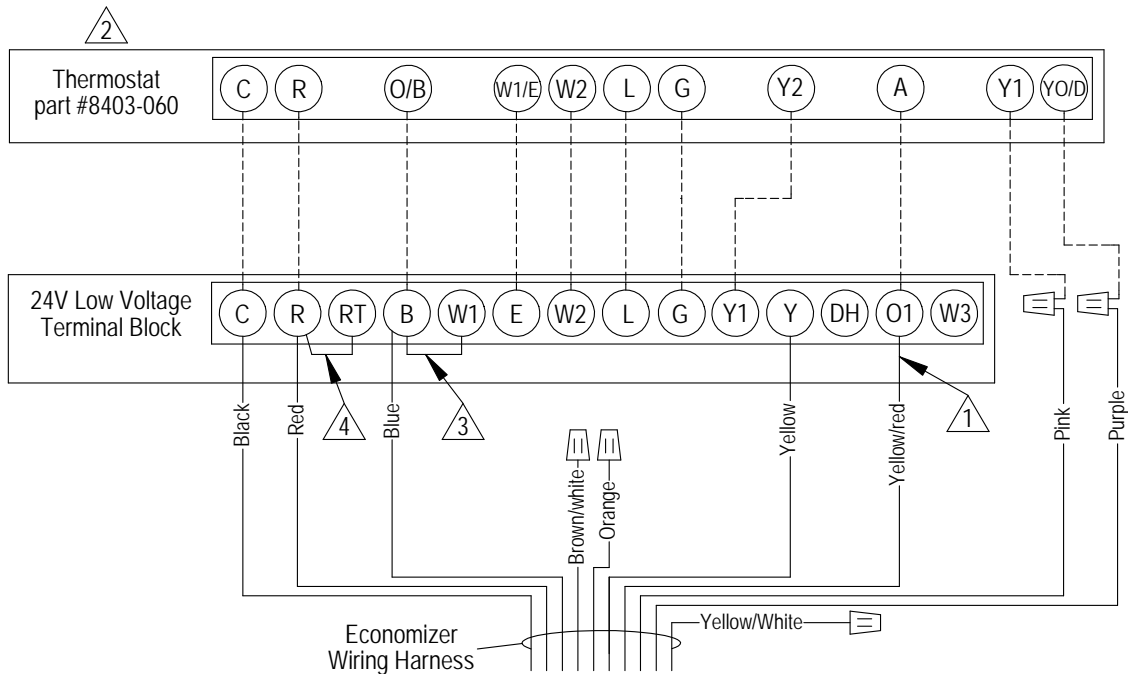 2
Thermostat
part #8403-060
C R O/B W1/E W2 L G Y2 A Y1 YO/D
24V Low Voltage
Terminal Block
C R RT B W1 E W2 L G Y1 Y DH O1 W3
4
3
1
Black
Red
Blue
Brown/white
Orange
Yellow
Yellow/red
Pink
Purple
Yellow/White
Economizer
Wiring Harness